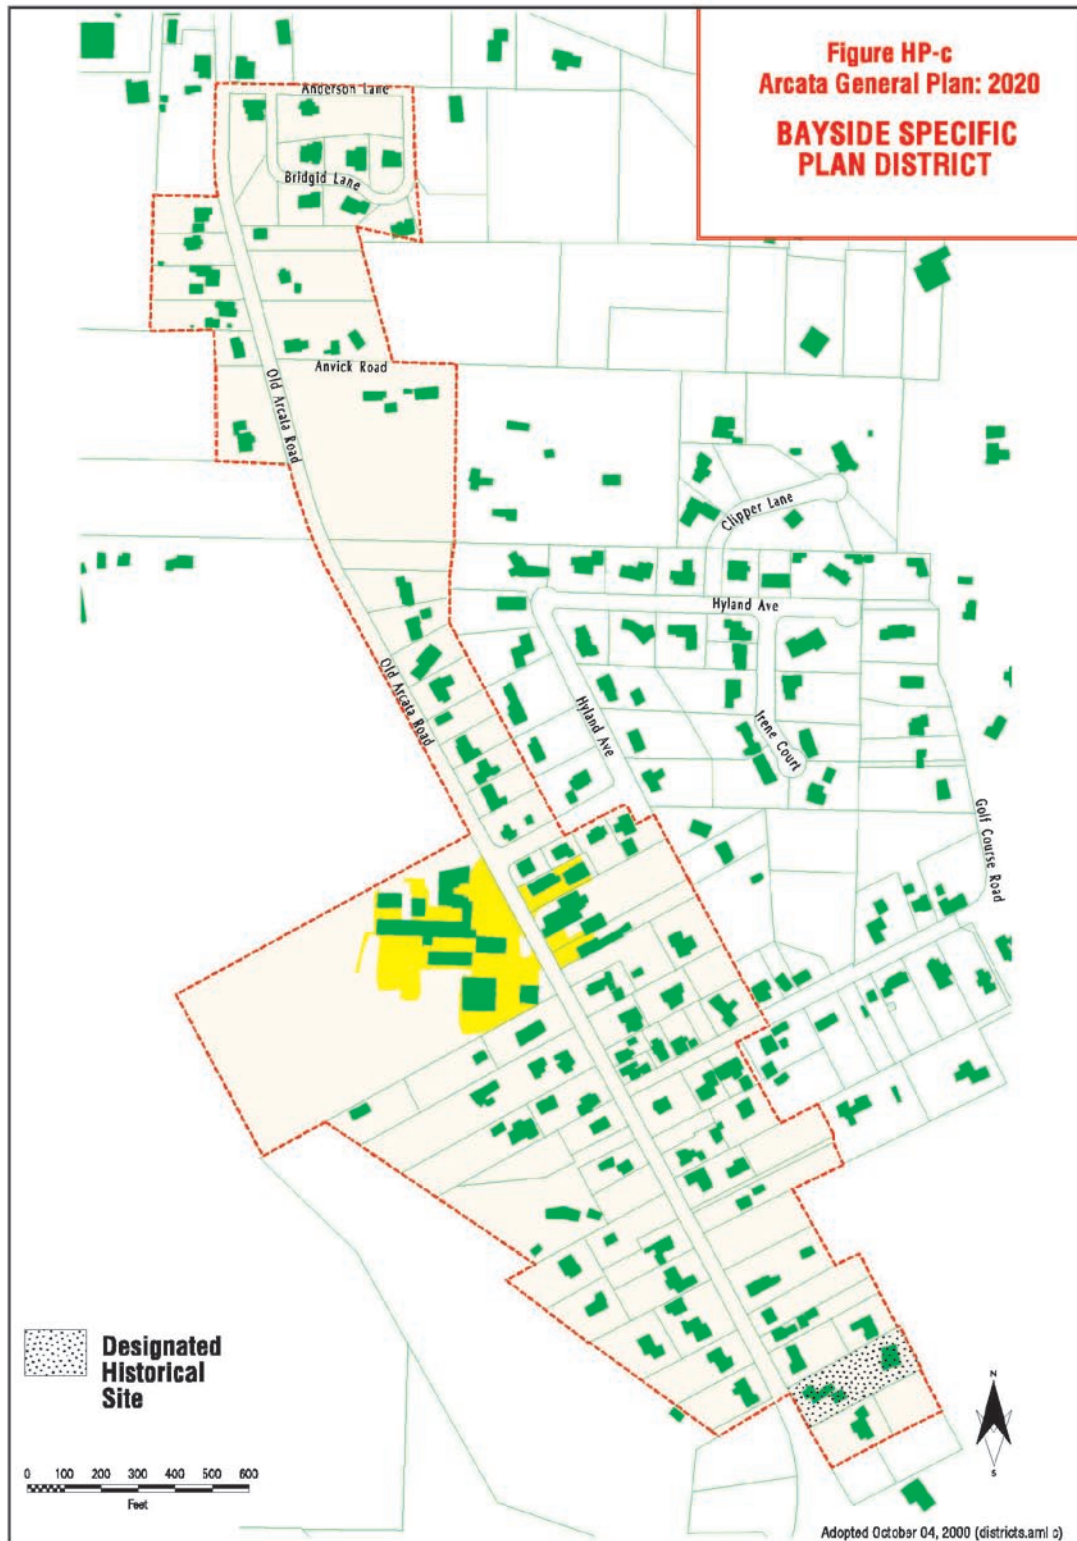 Figure HP-c
Arcata General Plan: 2020
BAYSIDE SPECIFIC
PLAN DISTRICT
Anderson Lane
Bridgid Lane
Anvick Road
Old Arcata Road
Clipper Lane
Hyland Ave
Old Arcata Road
Hyland Ave
Irene Court
Golf Course Road
Designated
Historical
Site
N
S
0 100 200 300 400 500 600
Feet
Adopted October 04, 2000 (districts.aml c)